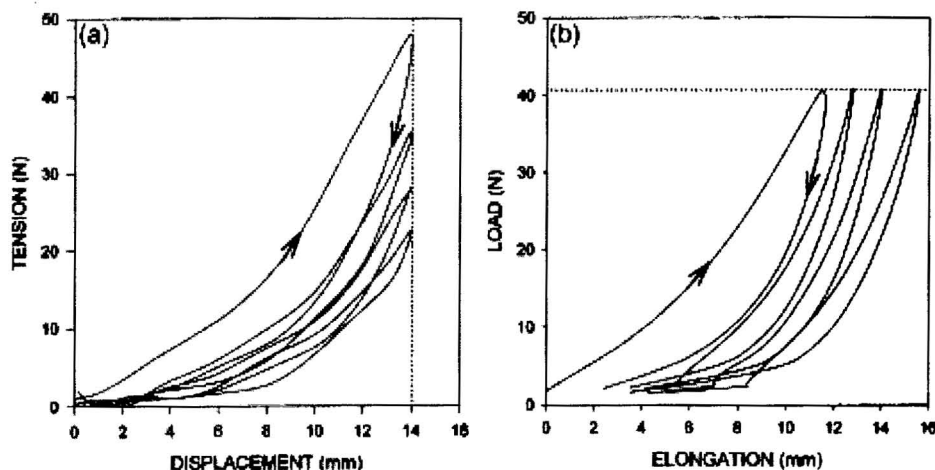 (a)
50
40
30
20
10
0
TENSION (N)
0 2 4 6 8 10 12 14 16
DISPLACEMENT (mm)
(b)
50
40
30
20
10
0
LOAD (N)
0 2 4 6 8 10 12 14 16
ELONGATION (mm)